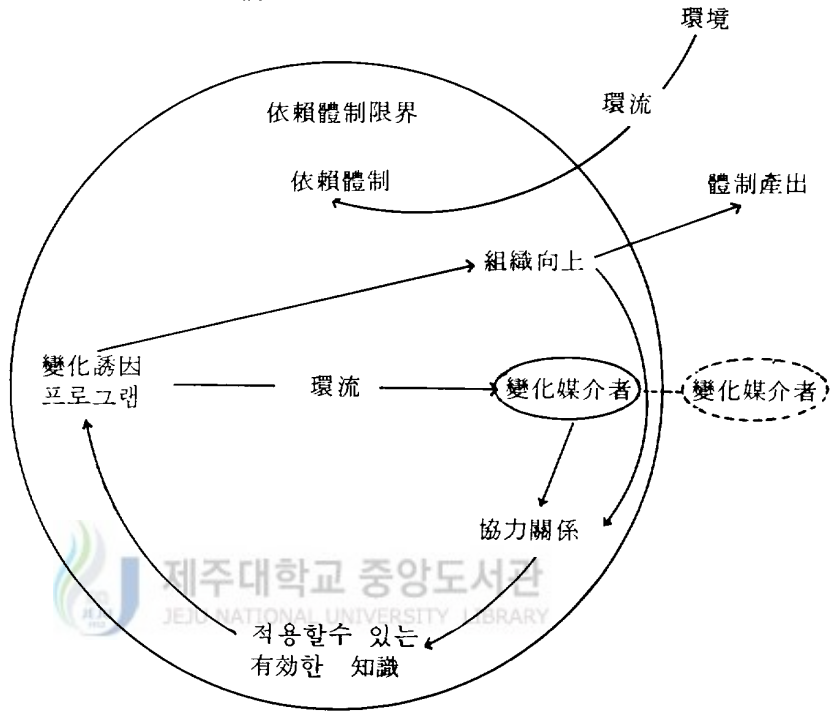 環境
環流
依賴體制限界
依賴體制
體制產出
組織向上
變化誘因
프로그램
環流
變化媒介者
變化媒介者
協力關係
제주대학교 중앙도서관
JEJU NATIONAL UNIVERSITY LIBRARY
적용할수 있는
有効한 知識